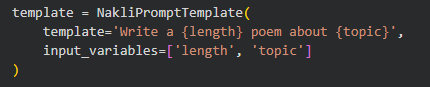 template = NakliPromptTemplate(
    template='Write a {length} poem about {topic}',
    input_variables=['length', 'topic']
)